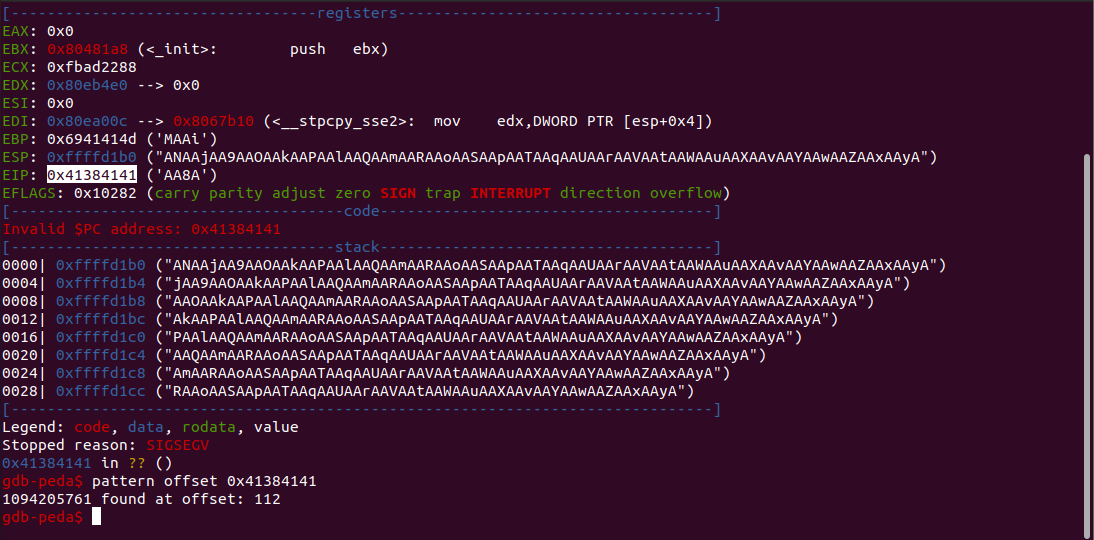 [----------------------------------registers-----------------------------------]
EAX: 0x0
EBX: 0x80481a8 (<_init>:        push   ebx)
ECX: 0xfbad2288
EDX: 0x80eb4e0 --> 0x0
ESI: 0x0
EDI: 0x80ea00c --> 0x8067b10 (<__stpcpy_sse2>:  mov    edx,DWORD PTR [esp+0x4])
EBP: 0x6941414d ('MAAi')
ESP: 0xffffd1b0 ("ANAAjAA9AAOAAkAAPAAlAAQAAmAARAAoAASAApAATAAqAAUAArAAVAAtAAWAAuAAXAAvAAYAAwAAZAAxAAyA")
EIP: 0x41384141 ('AA8A')
EFLAGS: 0x10282 (carry parity adjust zero SIGN trap INTERRUPT direction overflow)
[-------------------------------------code-------------------------------------]
Invalid $PC address: 0x41384141
[------------------------------------stack-------------------------------------]
0000| 0xffffd1b0 ("ANAAjAA9AAOAAkAAPAAlAAQAAmAARAAoAASAApAATAAqAAUAArAAVAAtAAWAAuAAXAAvAAYAAwAAZAAxAAyA")
0004| 0xffffd1b4 ("jAA9AAOAAkAAPAAlAAQAAmAARAAoAASAApAATAAqAAUAArAAVAAtAAWAAuAAXAAvAAYAAwAAZAAxAAyA")
0008| 0xffffd1b8 ("AAOAAkAAPAAlAAQAAmAARAAoAASAApAATAAqAAUAArAAVAAtAAWAAuAAXAAvAAYAAwAAZAAxAAyA")
0012| 0xffffd1bc ("AkAAPAAlAAQAAmAARAAoAASAApAATAAqAAUAArAAVAAtAAWAAuAAXAAvAAYAAwAAZAAxAAyA")
0016| 0xffffd1c0 ("PAAlAAQAAmAARAAoAASAApAATAAqAAUAArAAVAAtAAWAAuAAXAAvAAYAAwAAZAAxAAyA")
0020| 0xffffd1c4 ("AAQAAmAARAAoAASAApAATAAqAAUAArAAVAAtAAWAAuAAXAAvAAYAAwAAZAAxAAyA")
0024| 0xffffd1c8 ("AmAARAAoAASAApAATAAqAAUAArAAVAAtAAWAAuAAXAAvAAYAAwAAZAAxAAyA")
0028| 0xffffd1cc ("RAAoAASAApAATAAqAAUAArAAVAAtAAWAAuAAXAAvAAYAAwAAZAAxAAyA")
[------------------------------------------------------------------------------]
Legend: code, data, rodata, value
Stopped reason: SIGSEGV
0x41384141 in ?? ()
gdb-peda$ pattern offset 0x41384141
1094205761 found at offset: 112
gdb-peda$